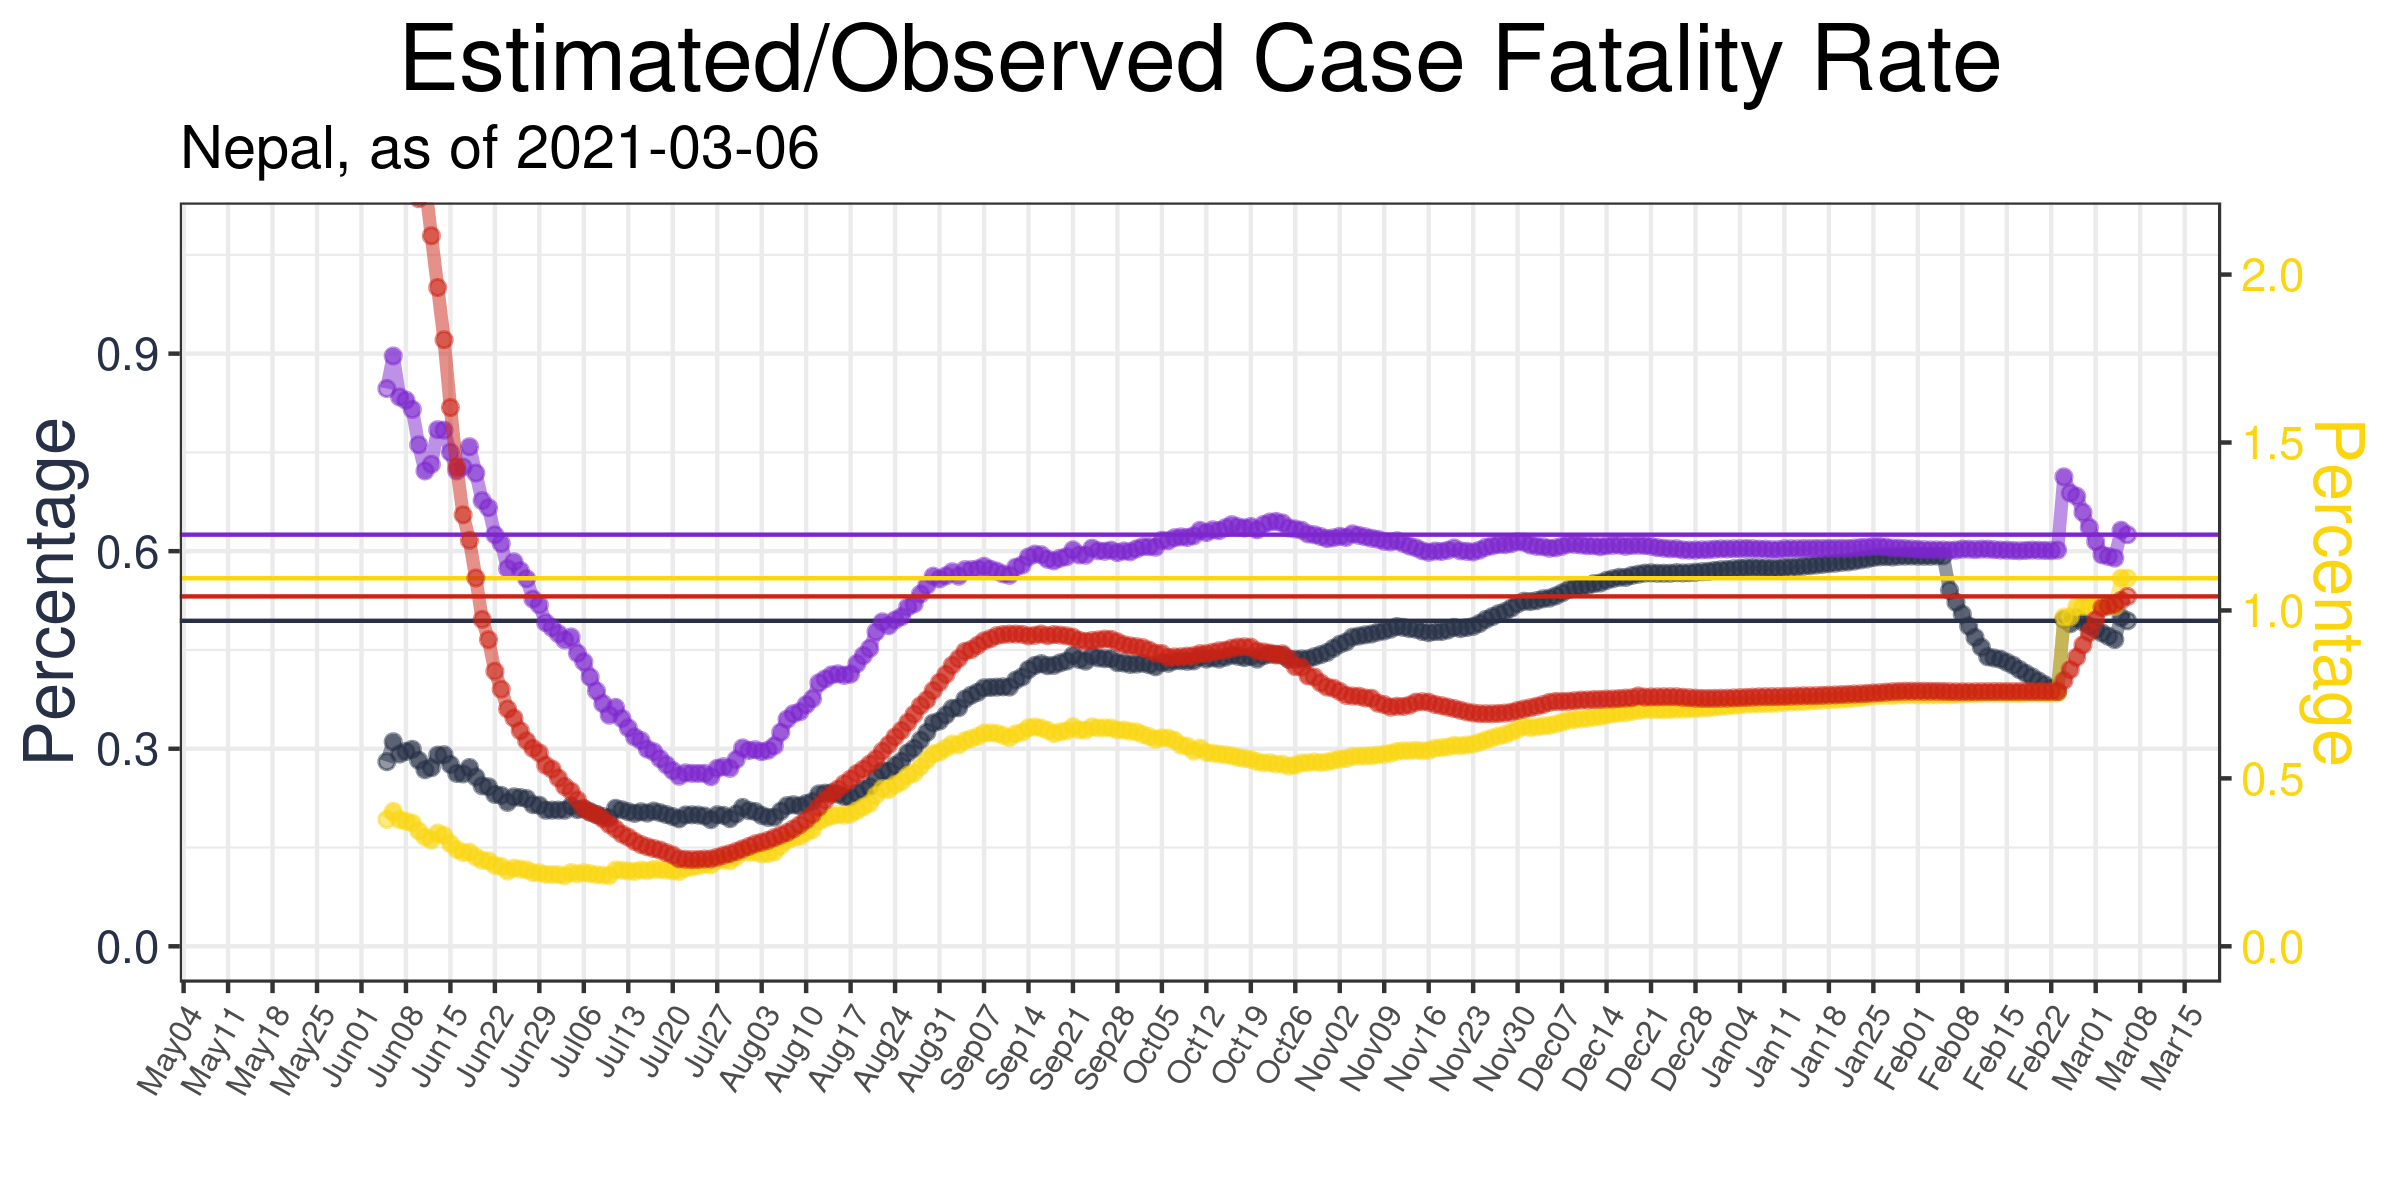 Estimated/Observed Case Fatality Rate
Nepal, as of 2021-03-06
Percentage
0.9
0.6
0.3
0.0
2.0
1.5
1.0
0.5
0.0
Percentage
May04
May11
May18
May25
Jun01
Jun08
Jun15
Jun22
Jun29
Jul06
Jul13
Jul20
Jul27
Aug03
Aug10
Aug17
Aug24
Aug31
Sep07
Sep14
Sep21
Sep28
Oct05
Oct12
Oct19
Oct26
Nov02
Nov09
Nov16
Nov23
Nov30
Dec07
Dec14
Dec21
Dec28
Jan04
Jan11
Jan18
Jan25
Feb01
Feb08
Feb15
Feb22
Mar01
Mar08
Mar15